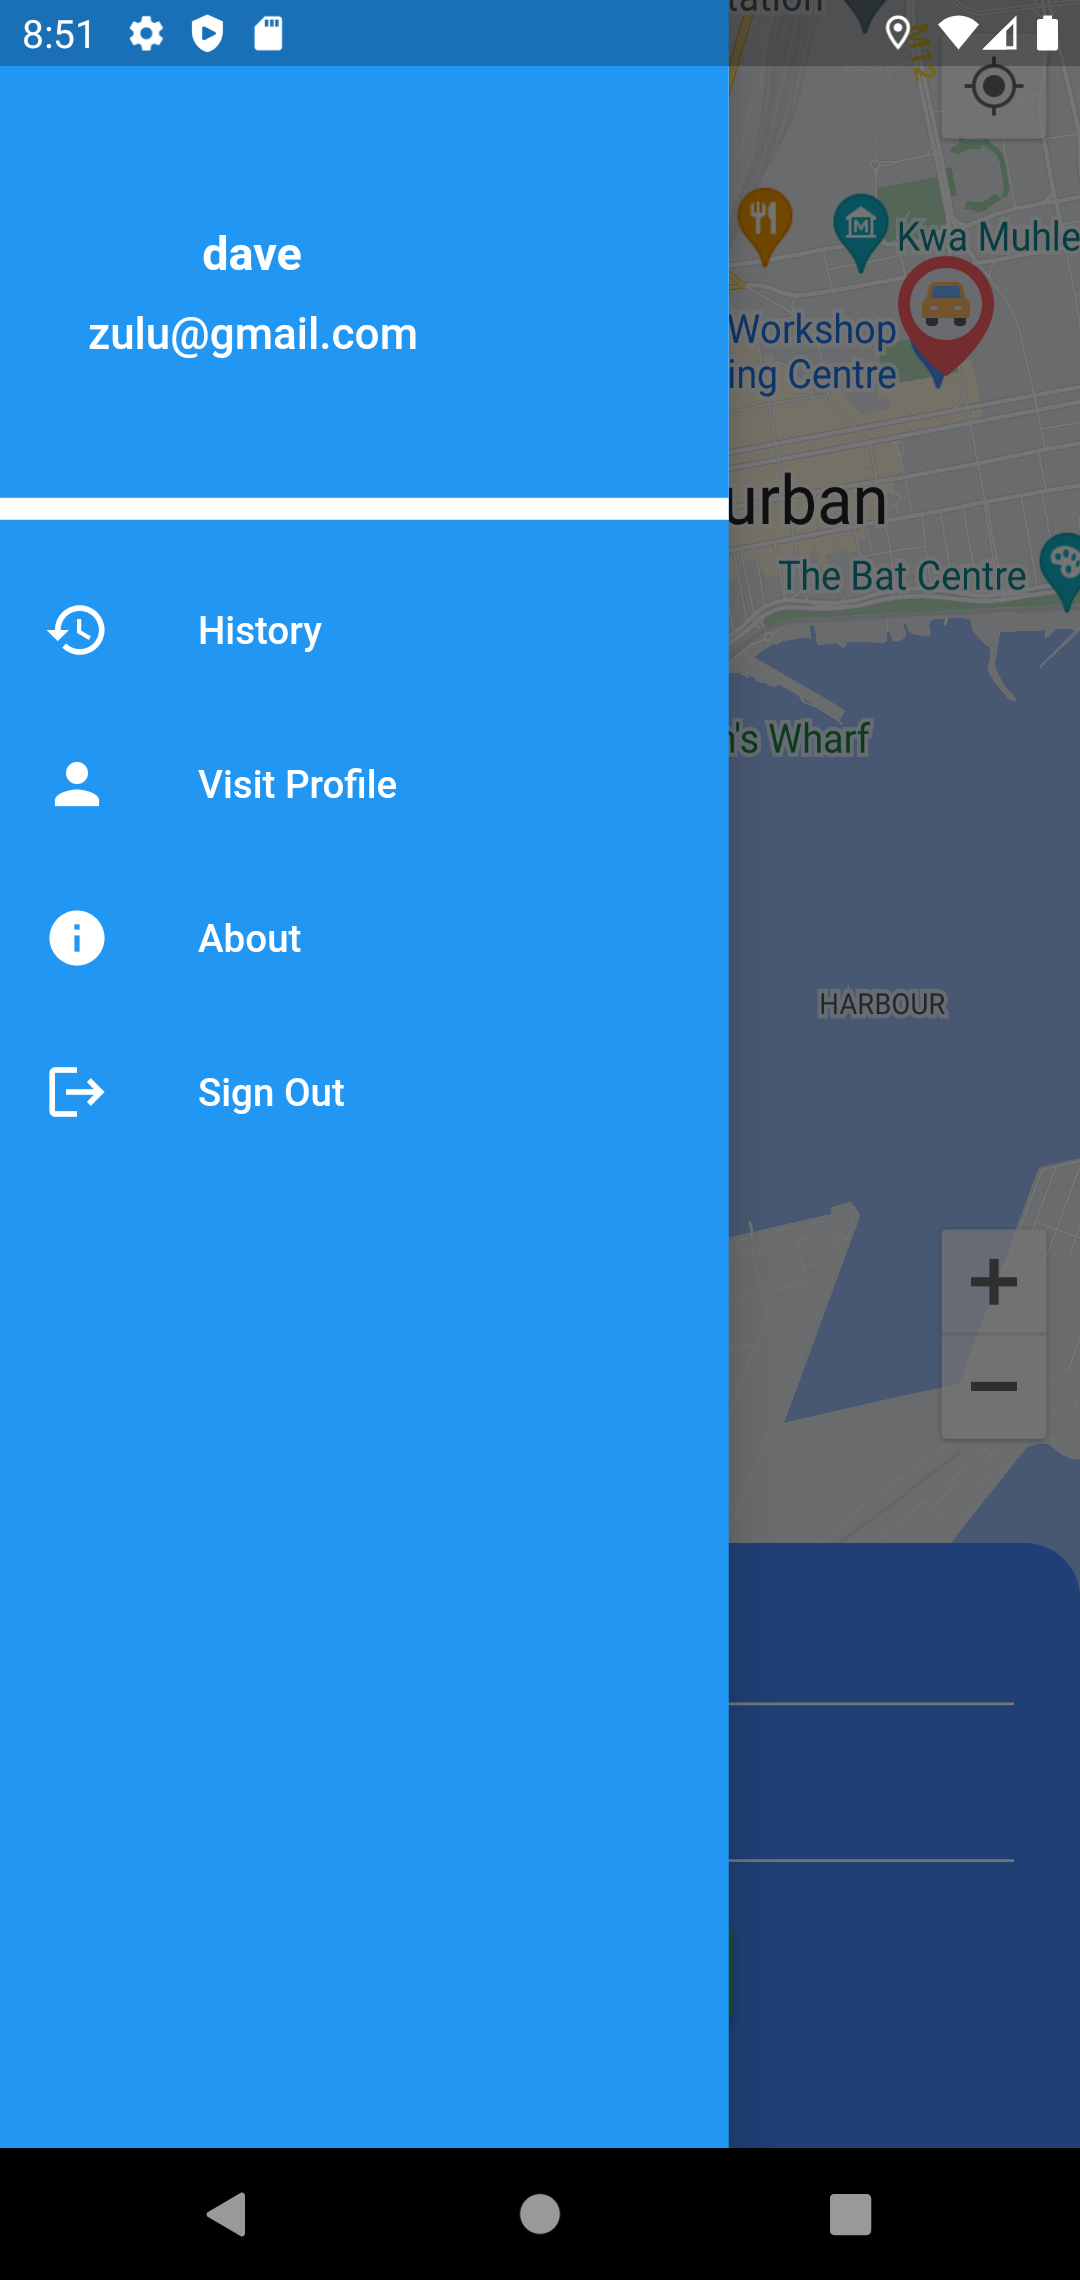 8:51
tation
M12
Kwa Muhle
Workshop
ing Centre
urban
The Bat Centre
n's Wharf
HARBOUR
dave
zulu@gmail.com
History
Visit Profile
About
Sign Out